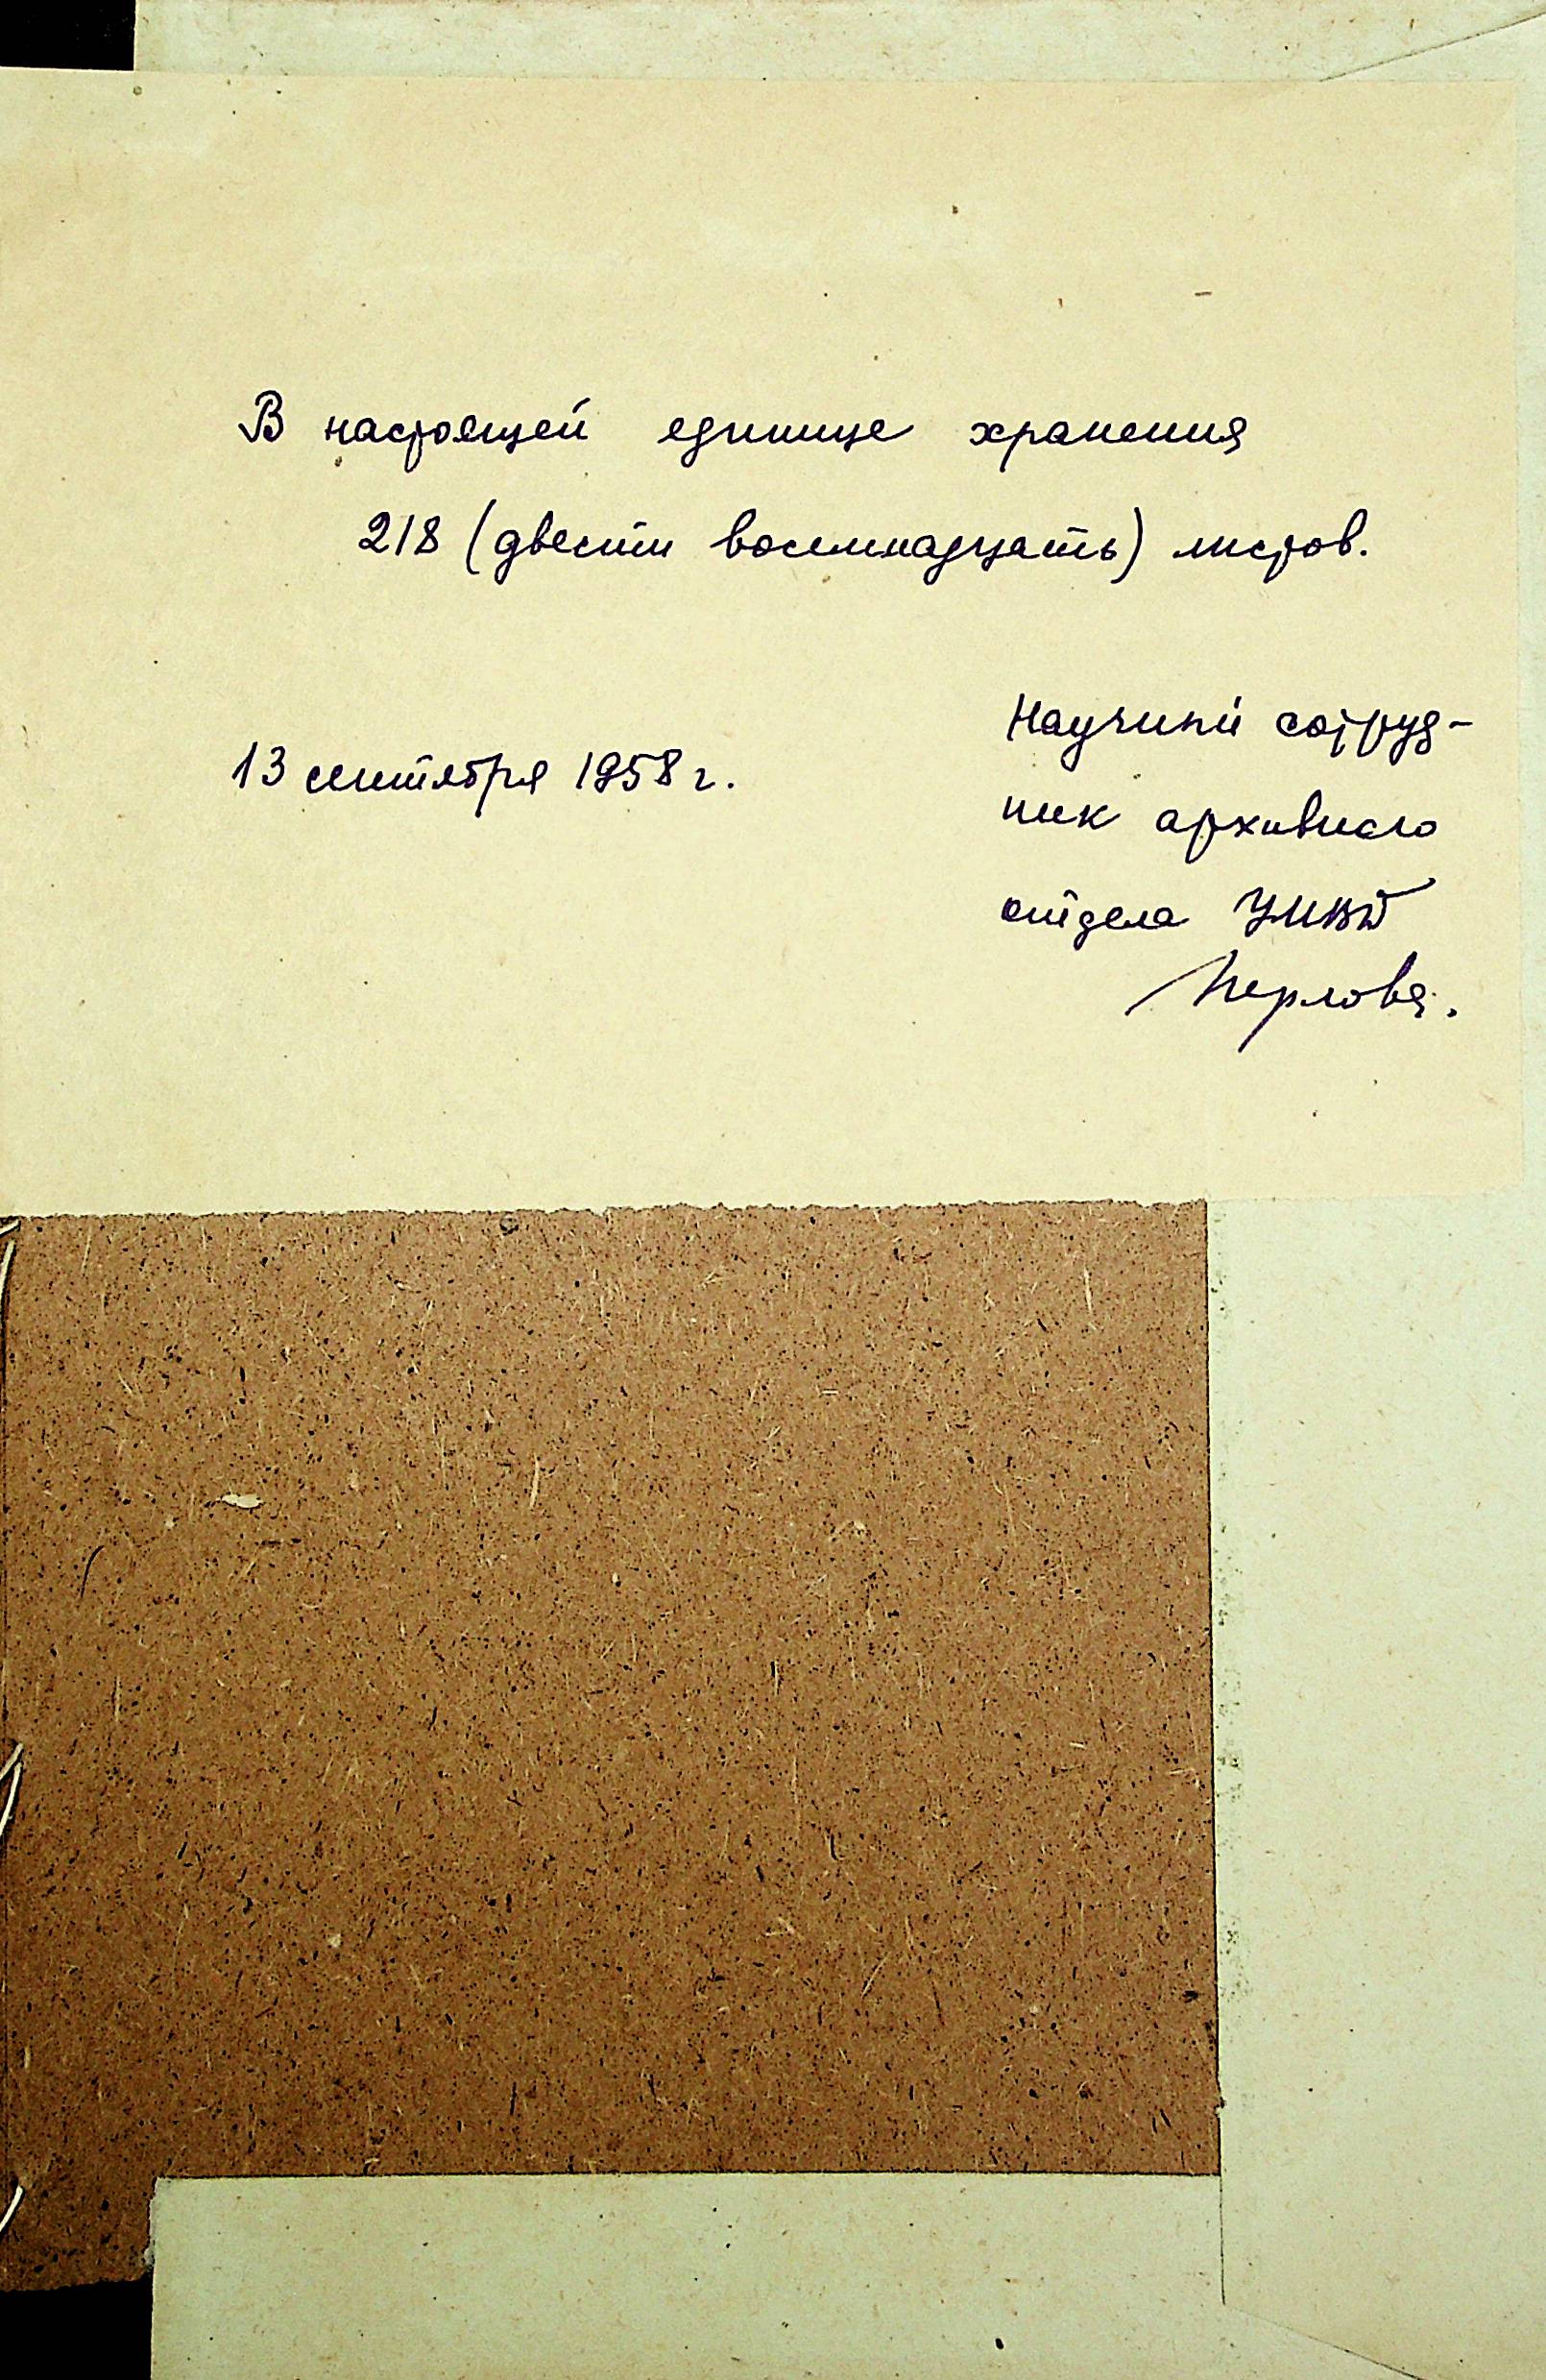 В настоящей единице хранения
218 (двести восемнадцать) листов.
13 сентября 1958 г.
Научный сотруд-
ник архивного
отдела УМВД
Перлова.